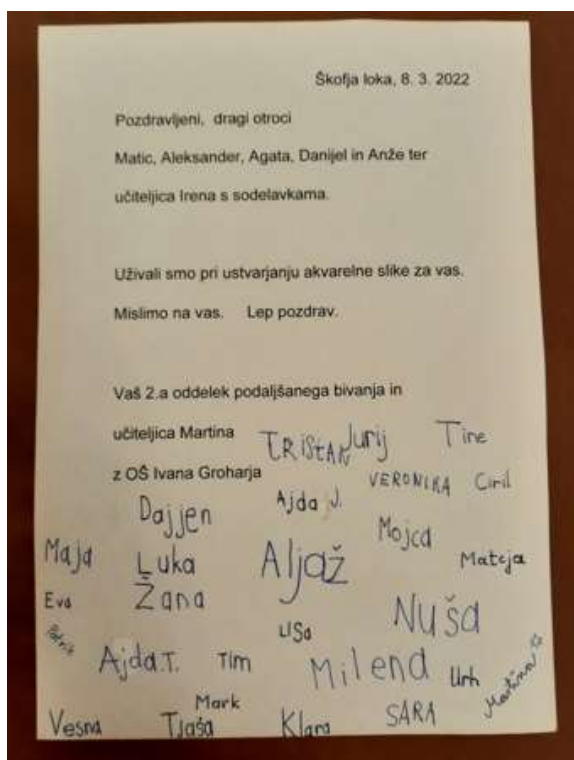 Škofja loka, 8. 3. 2022
Pozdravljeni, dragi otroci
Matic, Aleksander, Agata, Danijel in Anže ter
učiteljica Irena s sodelavkama.
Uživali smo pri ustvarjanju akvarelne slike za vas.
Mislimo na vas. Lep pozdrav.
Vaš 2.a oddelek podaljšanega bivanja in
učiteljica Martina
z OŠ Ivana Groharja
TRIStAN Jurij Tine
VERONIKA Ciril
Dajjen Ajda J.
Mojca
Maja Luka Aljaž Mateja
Eva Žana
LISa Nuša
Patrik
Ajda T. TIM Milena Urh Martina
Mark
Vesna Tjaša Klara SARA